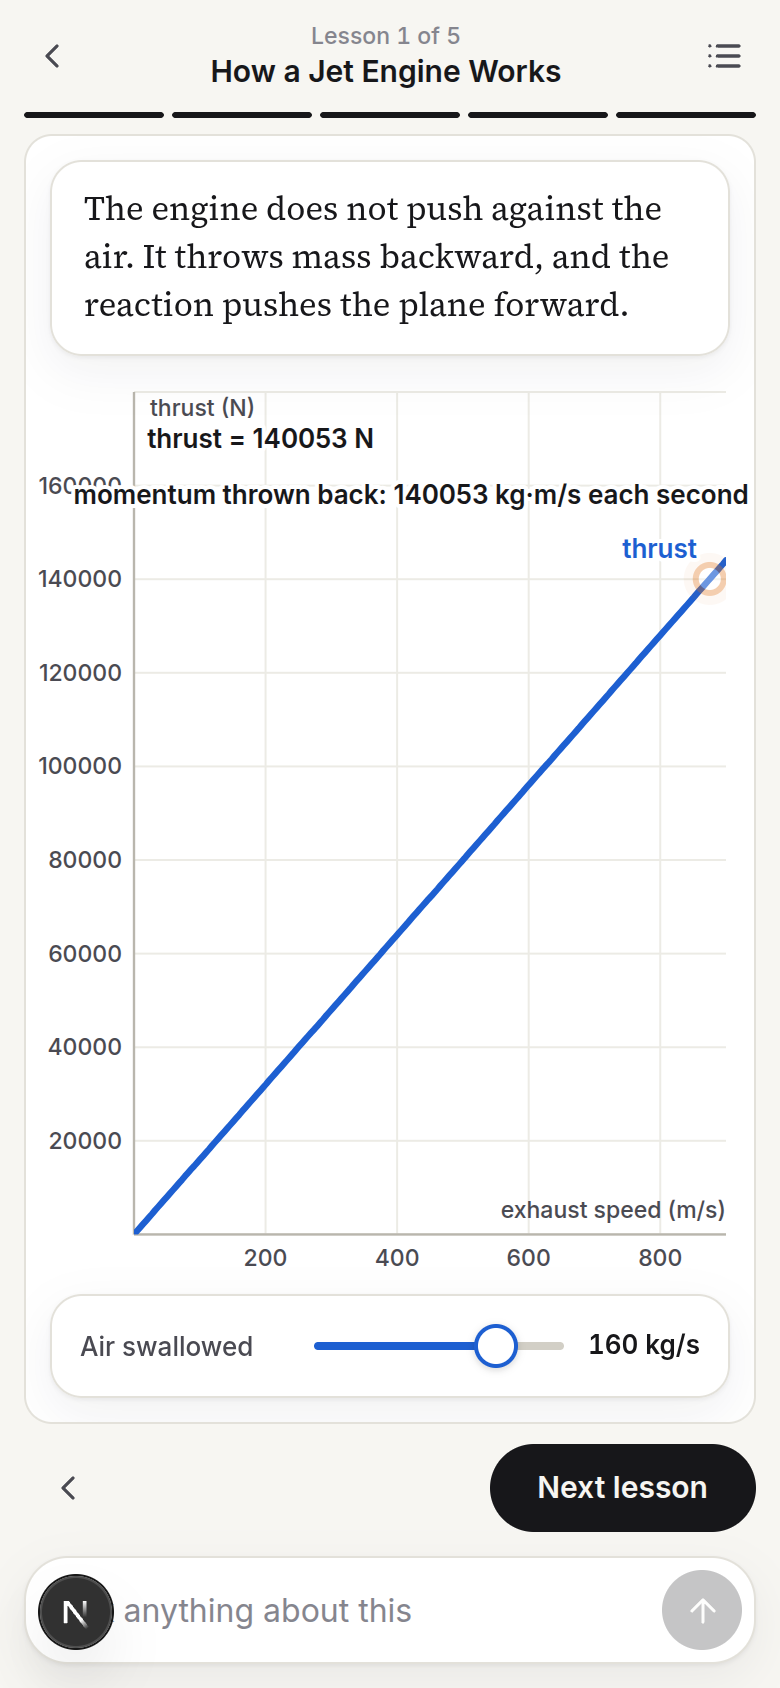 Lesson 1 of 5
How a Jet Engine Works
The engine does not push against the
air. It throws mass backward, and the
reaction pushes the plane forward.
thrust (N)
thrust = 140053 N
160000
momentum thrown back: 140053 kg·m/s each second
thrust
140000
120000
100000
80000
60000
40000
20000
exhaust speed (m/s)
200 400 600 800
Air swallowed 160 kg/s
Next lesson
N anything about this